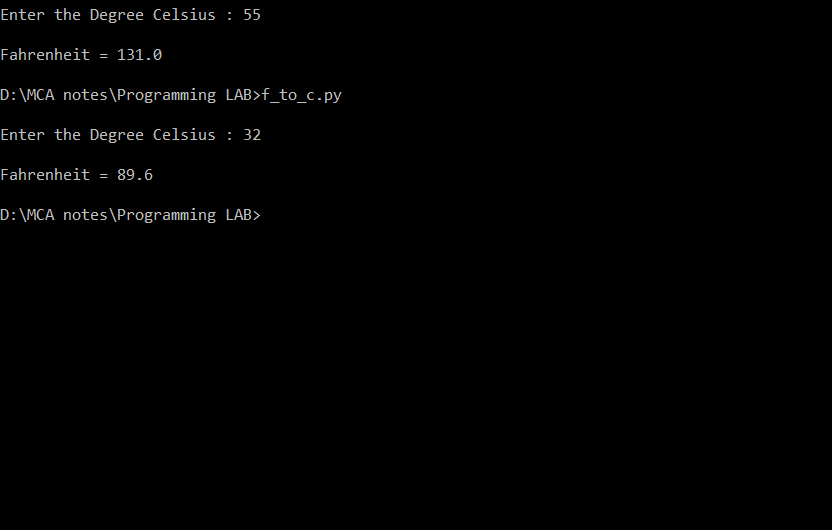 Enter the Degree Celsius : 55
Fahrenheit = 131.0
D:\MCA notes\Programming LAB>f_to_c.py
Enter the Degree Celsius : 32
Fahrenheit = 89.6
D:\MCA notes\Programming LAB>